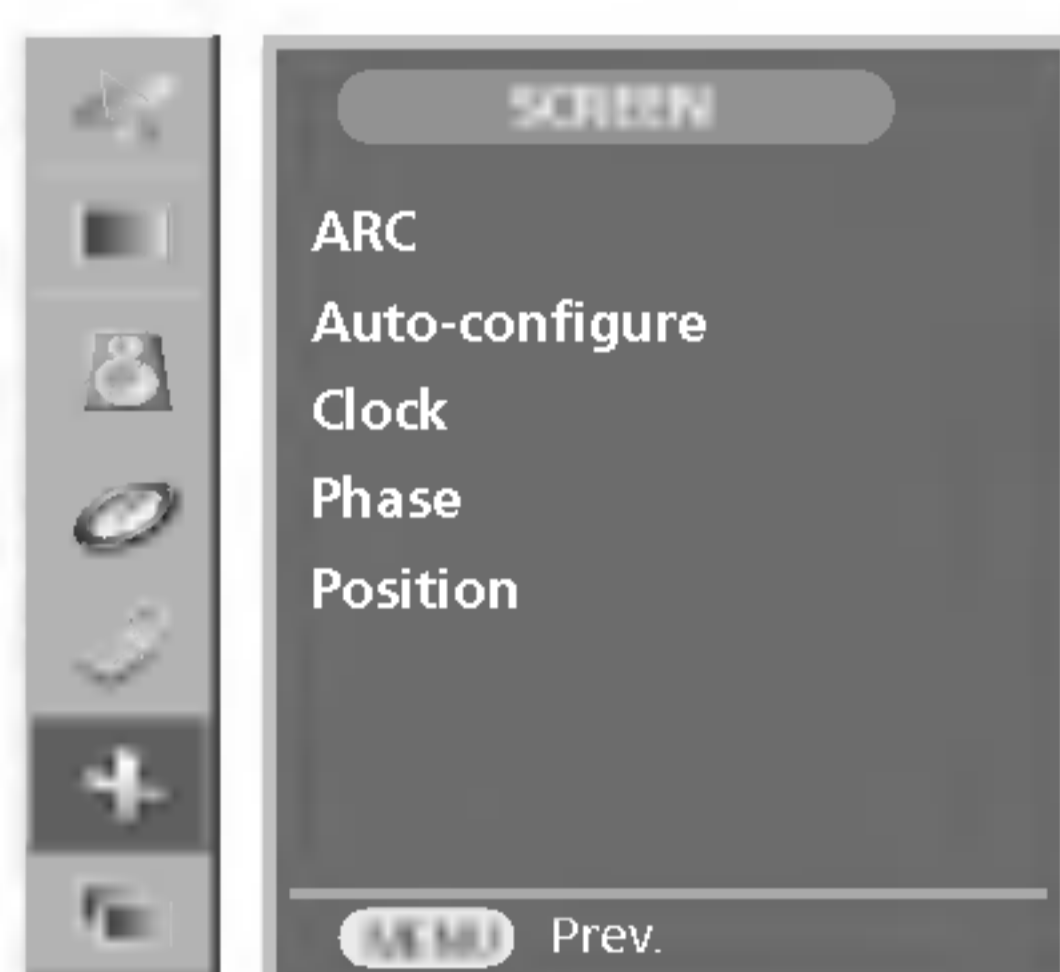 SCREEN
ARC
Auto-configure
Clock
Phase
Position
MENU Prev.